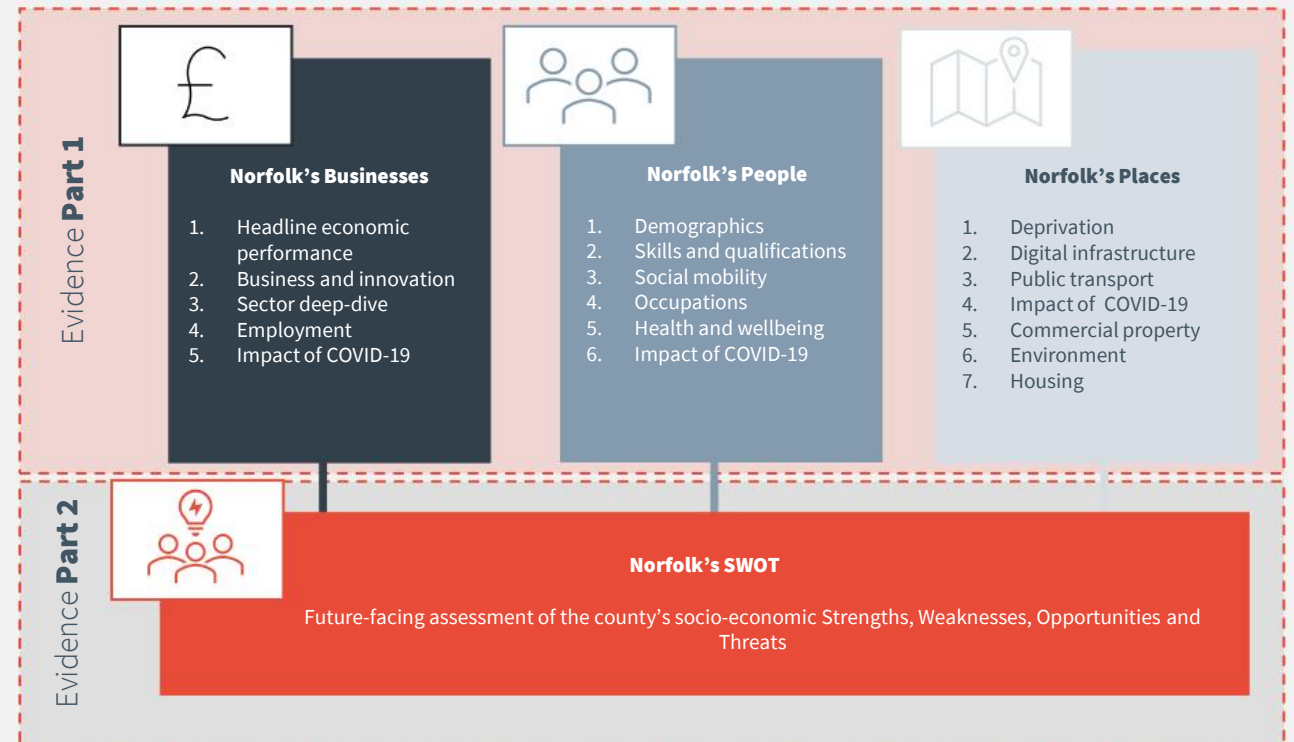 Evidence Part 1
£
Norfolk’s Businesses
1. Headline economic
performance
2. Business and innovation
3. Sector deep-dive
4. Employment
5. Impact of COVID-19
Norfolk’s People
1. Demographics
2. Skills and qualifications
3. Social mobility
4. Occupations
5. Health and wellbeing
6. Impact of COVID-19
Norfolk’s Places
1. Deprivation
2. Digital infrastructure
3. Public transport
4. Impact of COVID-19
5. Commercial property
6. Environment
7. Housing
Evidence Part 2
Norfolk’s SWOT
Future-facing assessment of the county’s socio-economic Strengths, Weaknesses, Opportunities and
Threats